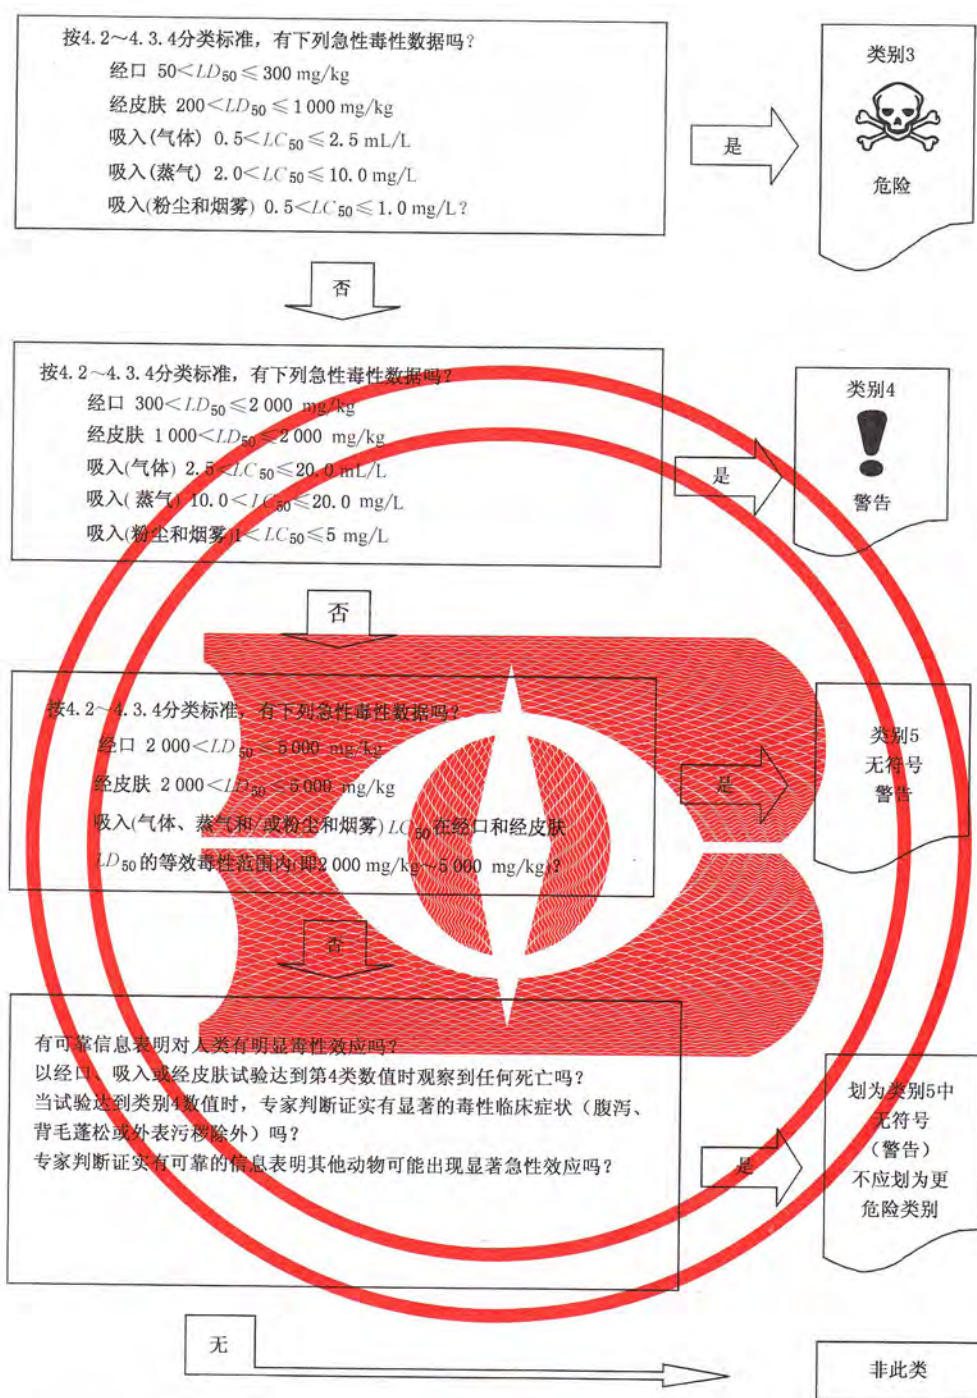 按4.2～4.3.4分类标准，有下列急性毒性数据吗？
经口 50<LD50≤300 mg/kg
经皮肤 200<LD50≤1 000 mg/kg
吸入(气体) 0.5<LC50≤2.5 mL/L
吸入(蒸气) 2.0<LC50≤10.0 mg/L
吸入(粉尘和烟雾) 0.5<LC50≤1.0 mg/L?
是
类别3
危险
否
按4.2～4.3.4分类标准，有下列急性毒性数据吗？
经口 300<LD50≤2 000 mg/kg
经皮肤 1 000<LD50≤2 000 mg/kg
吸入(气体) 2.5<LC50≤20.0 mL/L
吸入(蒸气) 10.0<LC50≤20.0 mg/L
吸入(粉尘和烟雾)1<LC50≤5 mg/L
是
类别4
警告
否
按4.2～4.3.4分类标准，有下列急性毒性数据吗？
经口 2 000<LD50≤5 000 mg/kg
经皮肤 2 000<LD50≤5 000 mg/kg
吸入(气体、蒸气和/或粉尘和烟雾)LC50在经口和经皮肤
LD50的等效毒性范围内(即2 000 mg/kg～5 000 mg/kg)？
是
类别5
无符号
警告
否
有可靠信息表明对人类有明显毒性效应吗？
以经口、吸入或经皮肤试验达到第4类数值时观察到任何死亡吗？
当试验达到类别4数值时，专家判断证实有显著的毒性临床症状（腹泻、
背毛蓬松或外表污秽除外）吗？
专家判断证实有可靠的信息表明其他动物可能出现显著急性效应吗？
是
划为类别5中
无符号
（警告）
不应划为更
危险类别
无
非此类